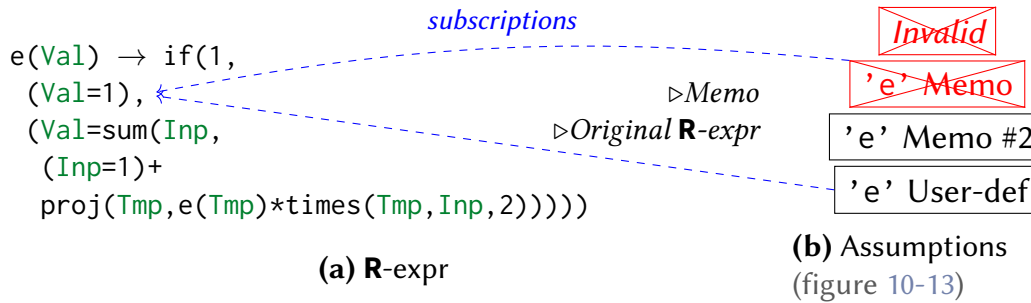 subscriptions
Invalid
e(Val) → if(1,
(Val=1),
▷Memo
'e' Memo
(Val=sum(Inp,
▷Original R-expr
'e' Memo #2
(Inp=1)+
proj(Tmp,e(Tmp)*times(Tmp,Inp,2)))))
'e' User-def
(a) R-expr
(b) Assumptions
(figure 10-13)